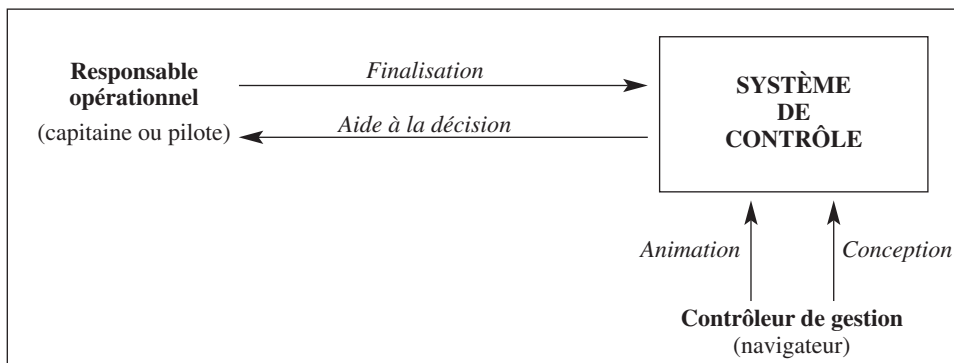 Responsable
opérationnel
(capitaine ou pilote)
Finalisation
Aide à la décision
SYSTÈME
DE
CONTRÔLE
Animation
Conception
Contrôleur de gestion
(navigateur)